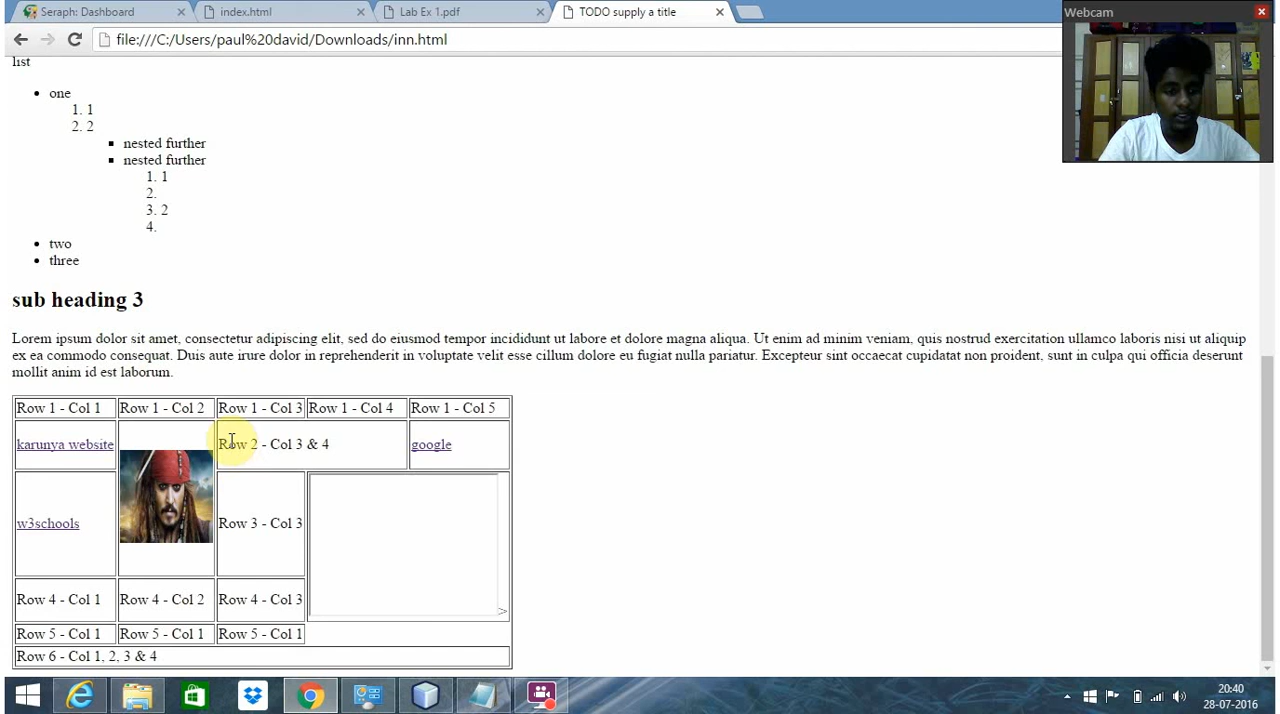 Seraph: Dashboard
index.html
Lab Ex 1.pdf
TODO supply a title
Webcam
file:///C:/Users/paul%20david/Downloads/inn.html
list
one
1. 1
2. 2
nested further
nested further
1. 1
2.
3. 2
4.
two
three
sub heading 3
Lorem ipsum dolor sit amet, consectetur adipiscing elit, sed do eiusmod tempor incididunt ut labore et dolore magna aliqua. Ut enim ad minim veniam, quis nostrud exercitation ullamco laboris nisi ut aliquip
ex ea commodo consequat. Duis aute irure dolor in reprehenderit in voluptate velit esse cillum dolore eu fugiat nulla pariatur. Excepteur sint occaecat cupidatat non proident, sunt in culpa qui officia deserunt
mollit anim id est laborum.
Row 1 - Col 1 Row 1 - Col 2 Row 1 - Col 3 Row 1 - Col 4 Row 1 - Col 5
karunya website Row 2 - Col 3 & 4 google
w3schools Row 3 - Col 3
>
Row 4 - Col 1 Row 4 - Col 2 Row 4 - Col 3
Row 5 - Col 1 Row 5 - Col 1 Row 5 - Col 1
Row 6 - Col 1, 2, 3 & 4
20:40
28-07-2016